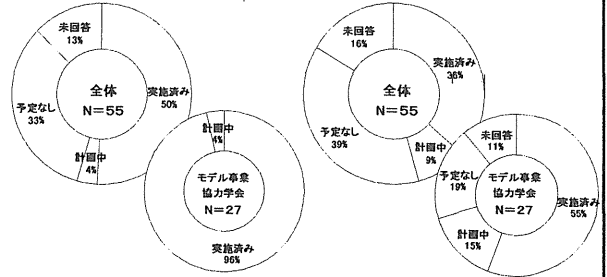 未回答
13%
全体
N=55
実施済み
50%
予定なし
33%
計画中
4%
計画中
4%
モデル事業
協力学会
N=27
実施済み
96%
未回答
16%
全体
N=55
実施済み
36%
予定なし
39%
計画中
9%
未回答
11%
予定なし
19%
モデル事業
協力学会
N=27
実施済み
55%
計画中
15%